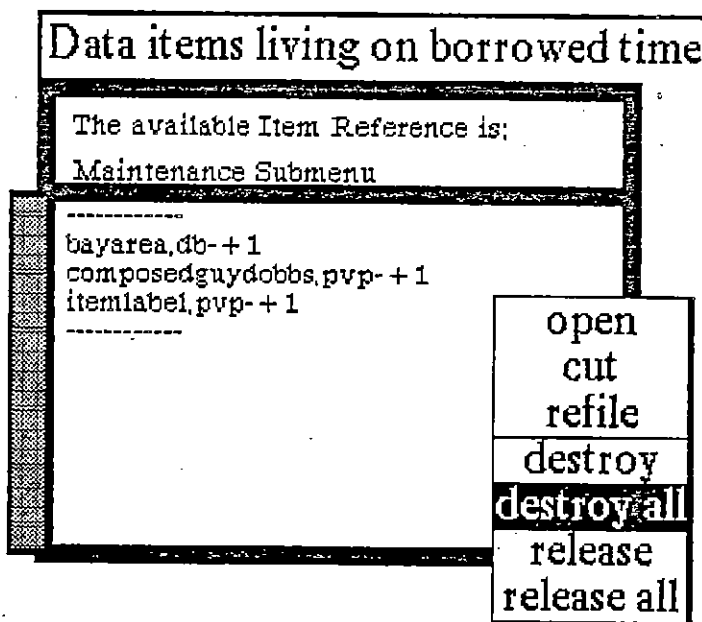 Data items living on borrowed time
The available Item Reference is:
Maintenance Submenu
------------
bayarea.db-+1
composedguydobbs.pvp-+1
itemlabel.pvp-+1
------------
open
cut
refile
destroy
destroy all
release
release all